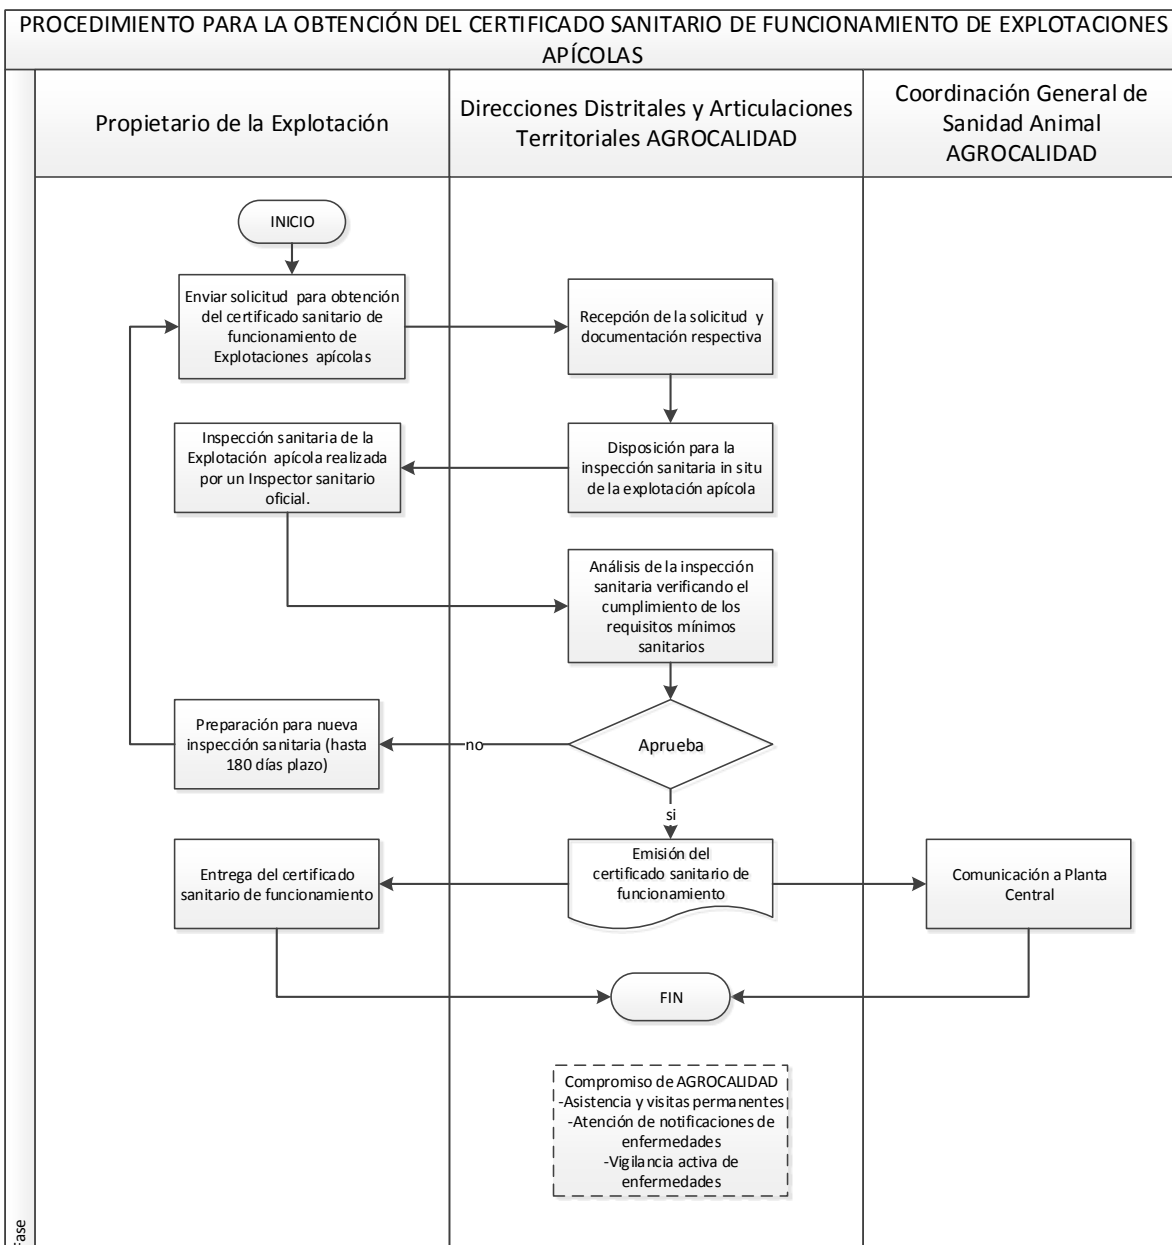 PROCEDIMIENTO PARA LA OBTENCIÓN DEL CERTIFICADO SANITARIO DE FUNCIONAMIENTO DE EXPLOTACIONES
APÍCOLAS
Propietario de la Explotación
Direcciones Distritales y Articulaciones
Territoriales AGROCALIDAD
Coordinación General de
Sanidad Animal
AGROCALIDAD
INICIO
Enviar solicitud para obtención
del certificado sanitario de
funcionamiento de
Explotaciones apícolas
Recepción de la solicitud y
documentación respectiva
Inspección sanitaria de la
Explotación apícola realizada
por un Inspector sanitario
oficial.
Disposición para la
inspección sanitaria in situ
de la explotación apícola
Análisis de la inspección
sanitaria verificando el
cumplimiento de los
requisitos mínimos
sanitarios
Preparación para nueva
inspección sanitaria (hasta
180 días plazo)
no
Aprueba
si
Entrega del certificado
sanitario de funcionamiento
Emisión del
certificado sanitario de
funcionamiento
Comunicación a Planta
Central
FIN
Compromiso de AGROCALIDAD
-Asistencia y visitas permanentes
-Atención de notificaciones de
enfermedades
-Vigilancia activa de
enfermedades
Fase